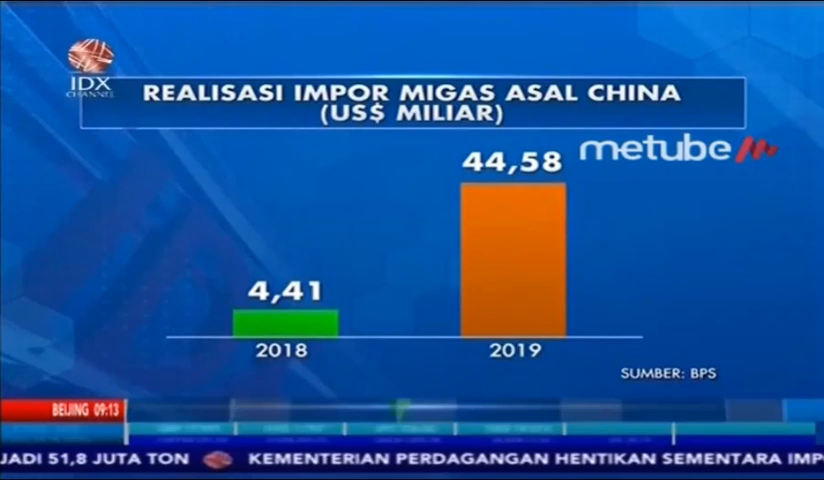 IDX
CHANNEL
REALISASI IMPOR MIGAS ASAL CHINA
(US$ MILIAR)
metube
44,58
4,41
2018
2019
SUMBER: BPS
BEIJING 09:13
JADI 51,8 JUTA TON
KEMENTERIAN PERDAGANGAN HENTIKAN SEMENTARA IMP